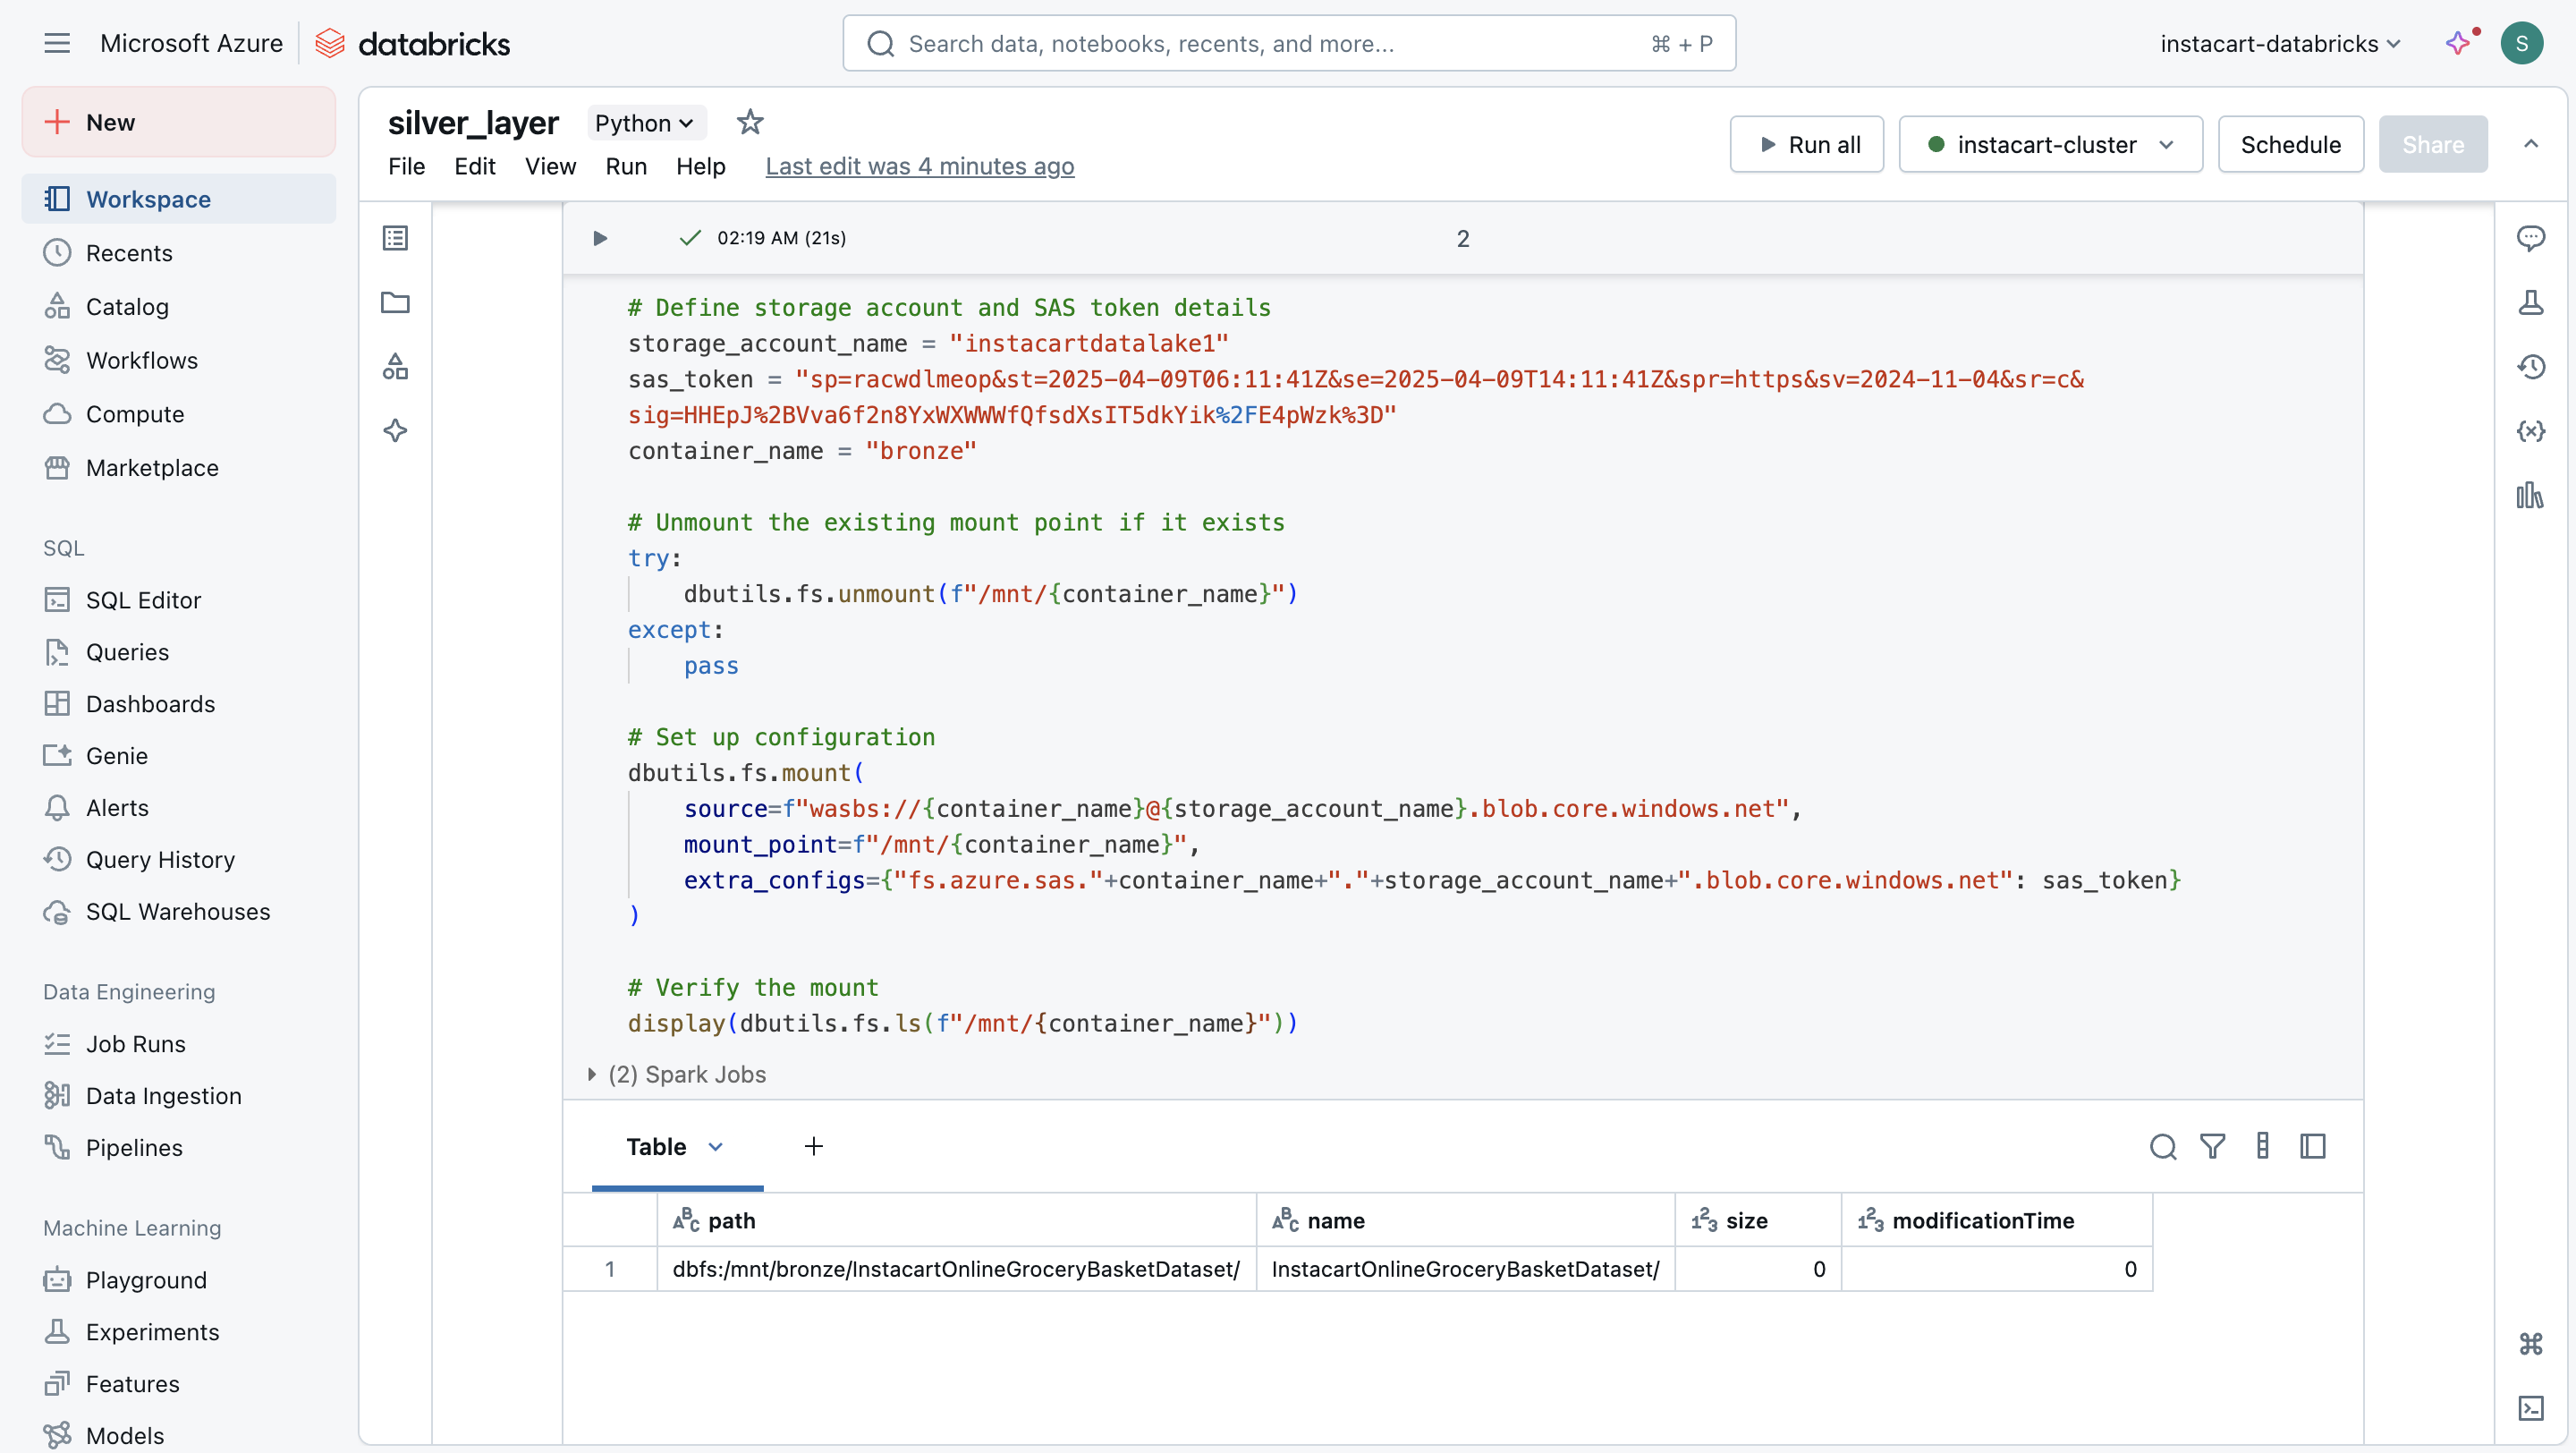 Microsoft Azure
databricks
Search data, notebooks, recents, and more...
⌘ + P
instacart-databricks
S
New
Workspace
Recents
Catalog
Workflows
Compute
Marketplace
SQL
SQL Editor
Queries
Dashboards
Genie
Alerts
Query History
SQL Warehouses
Data Engineering
Job Runs
Data Ingestion
Pipelines
Machine Learning
Playground
Experiments
Features
Models
silver_layer
Python
File Edit View Run Help Last edit was 4 minutes ago
Run all
instacart-cluster
Schedule
Share
02:19 AM (21s)
2
# Define storage account and SAS token details
storage_account_name = "instacartdatalake1"
sas_token = "sp=racwdlmeop&st=2025-04-09T06:11:41Z&se=2025-04-09T14:11:41Z&spr=https&sv=2024-11-04&sr=c&
sig=HHEpJ%2BVva6f2n8YxWXWWWfQfsdXsIT5dkYik%2FE4pWzk%3D"
container_name = "bronze"
# Unmount the existing mount point if it exists
try:
    dbutils.fs.unmount(f"/mnt/{container_name}")
except:
    pass
# Set up configuration
dbutils.fs.mount(
    source=f"wasbs://{container_name}@{storage_account_name}.blob.core.windows.net",
    mount_point=f"/mnt/{container_name}",
    extra_configs={"fs.azure.sas."+container_name+"."+storage_account_name+".blob.core.windows.net": sas_token}
)
# Verify the mount
display(dbutils.fs.ls(f"/mnt/{container_name}"))
(2) Spark Jobs
Table
+
path name size modificationTime
1 dbfs:/mnt/bronze/InstacartOnlineGroceryBasketDataset/ InstacartOnlineGroceryBasketDataset/ 0 0